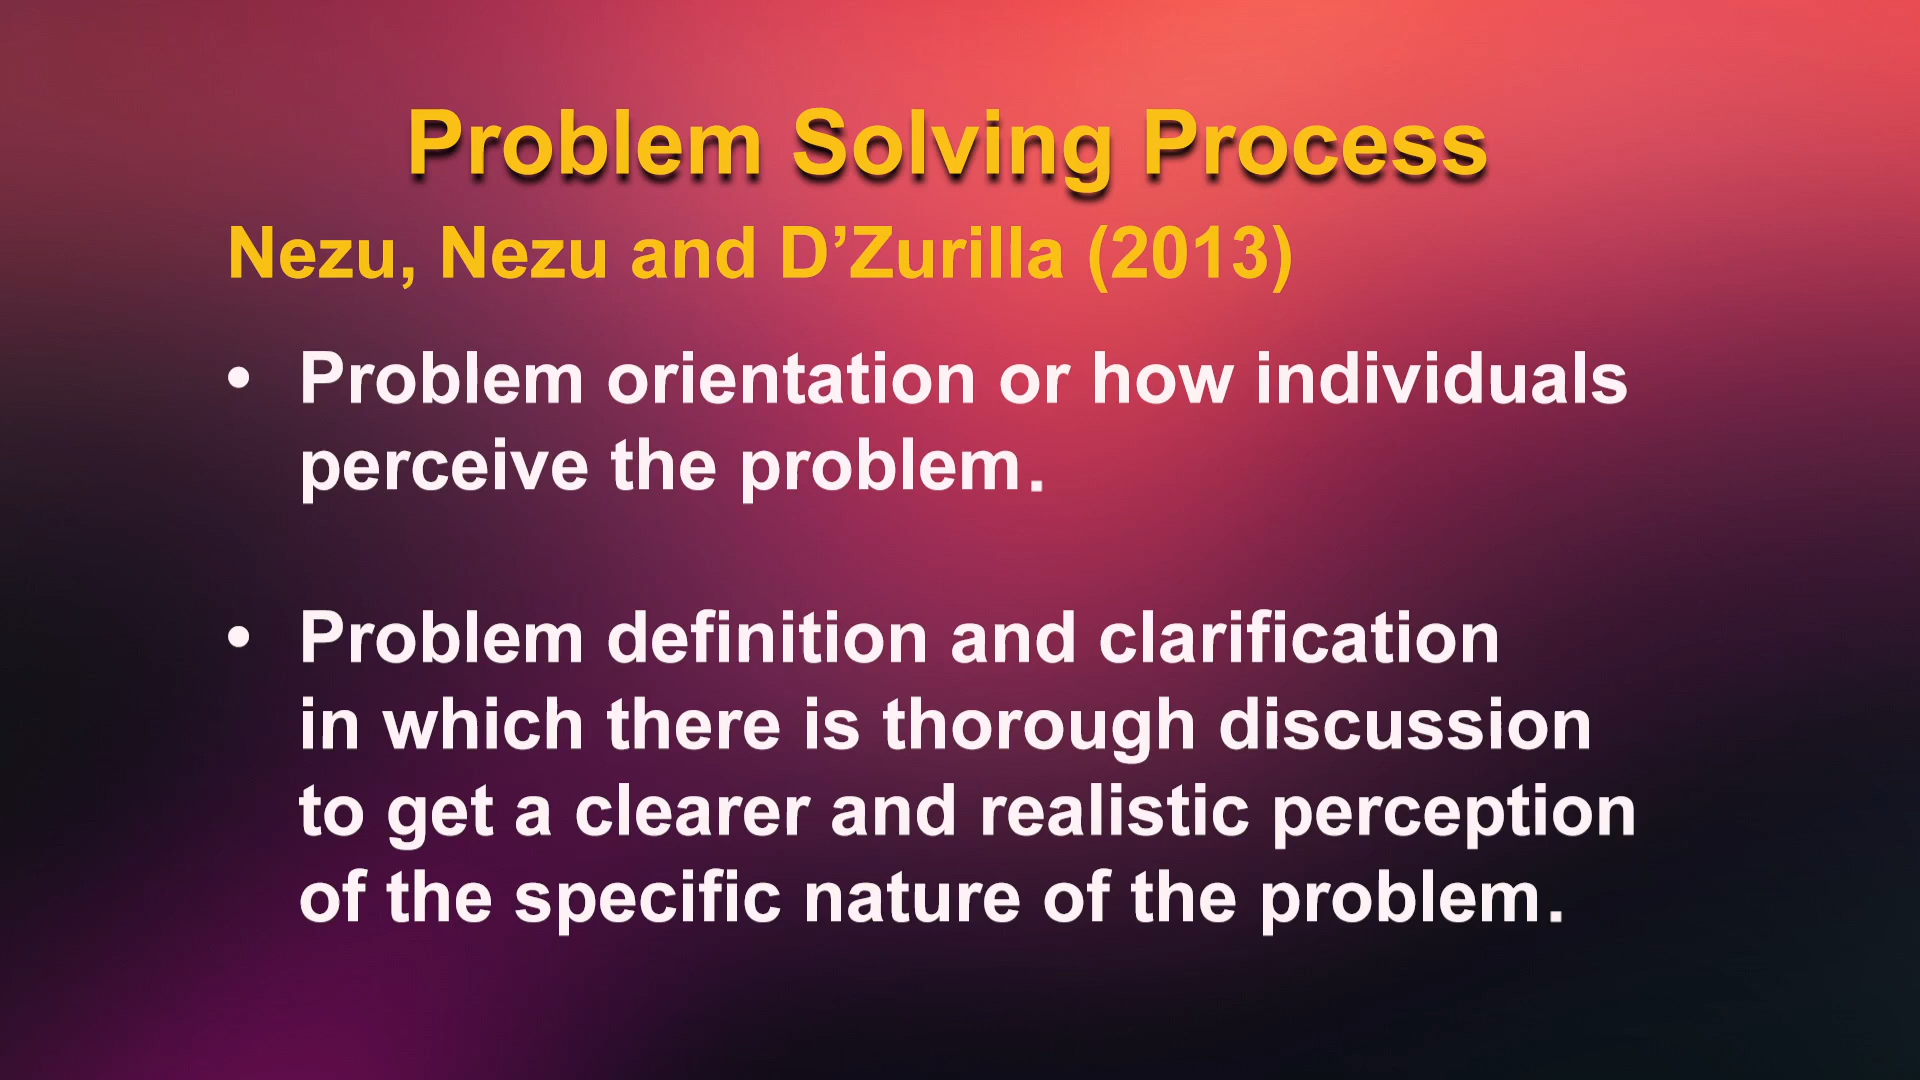 Problem Solving Process
Nezu, Nezu and D’Zurilla (2013)
• Problem orientation or how individuals
perceive the problem.
• Problem definition and clarification
in which there is thorough discussion
to get a clearer and realistic perception
of the specific nature of the problem.